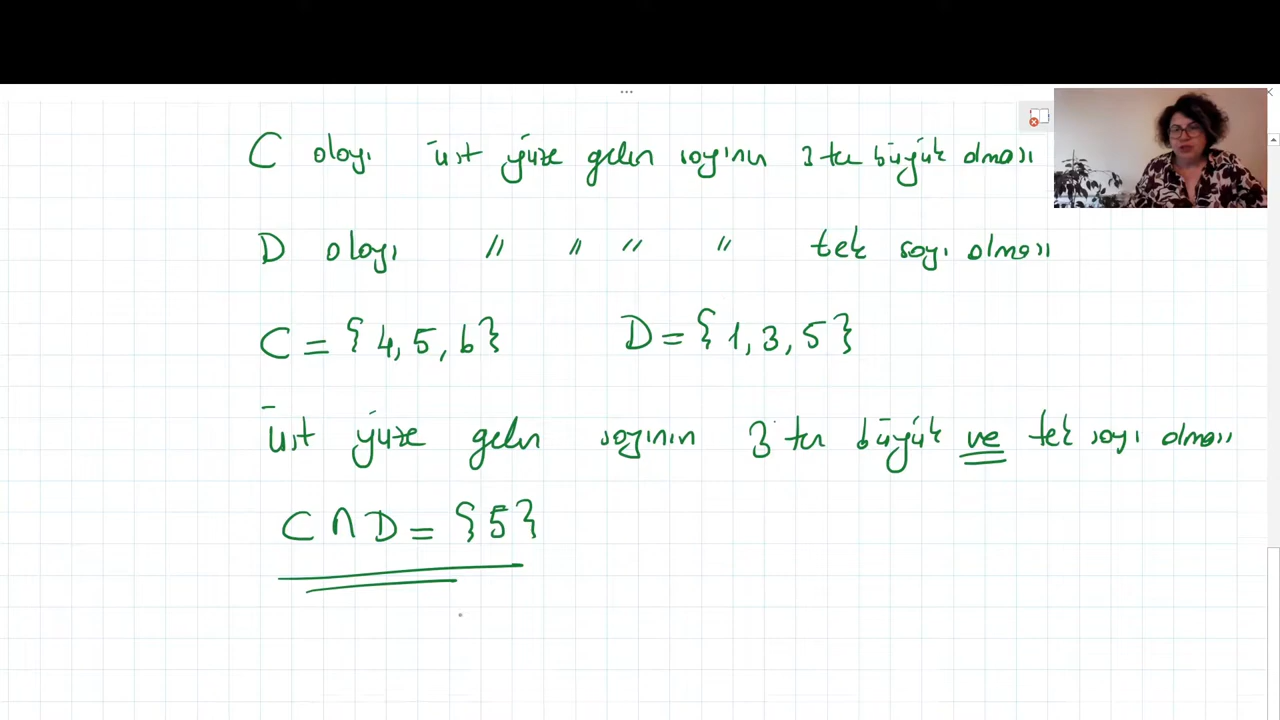 C olayı üst yüze gelen sayının 3 ten büyük olması
D olayı " " " " tek sayı olması
C = {4, 5, 6} D = {1, 3, 5}
Üst yüze gelen sayının 3 ten büyük ve tek sayı olması
C ∩ D = {5}